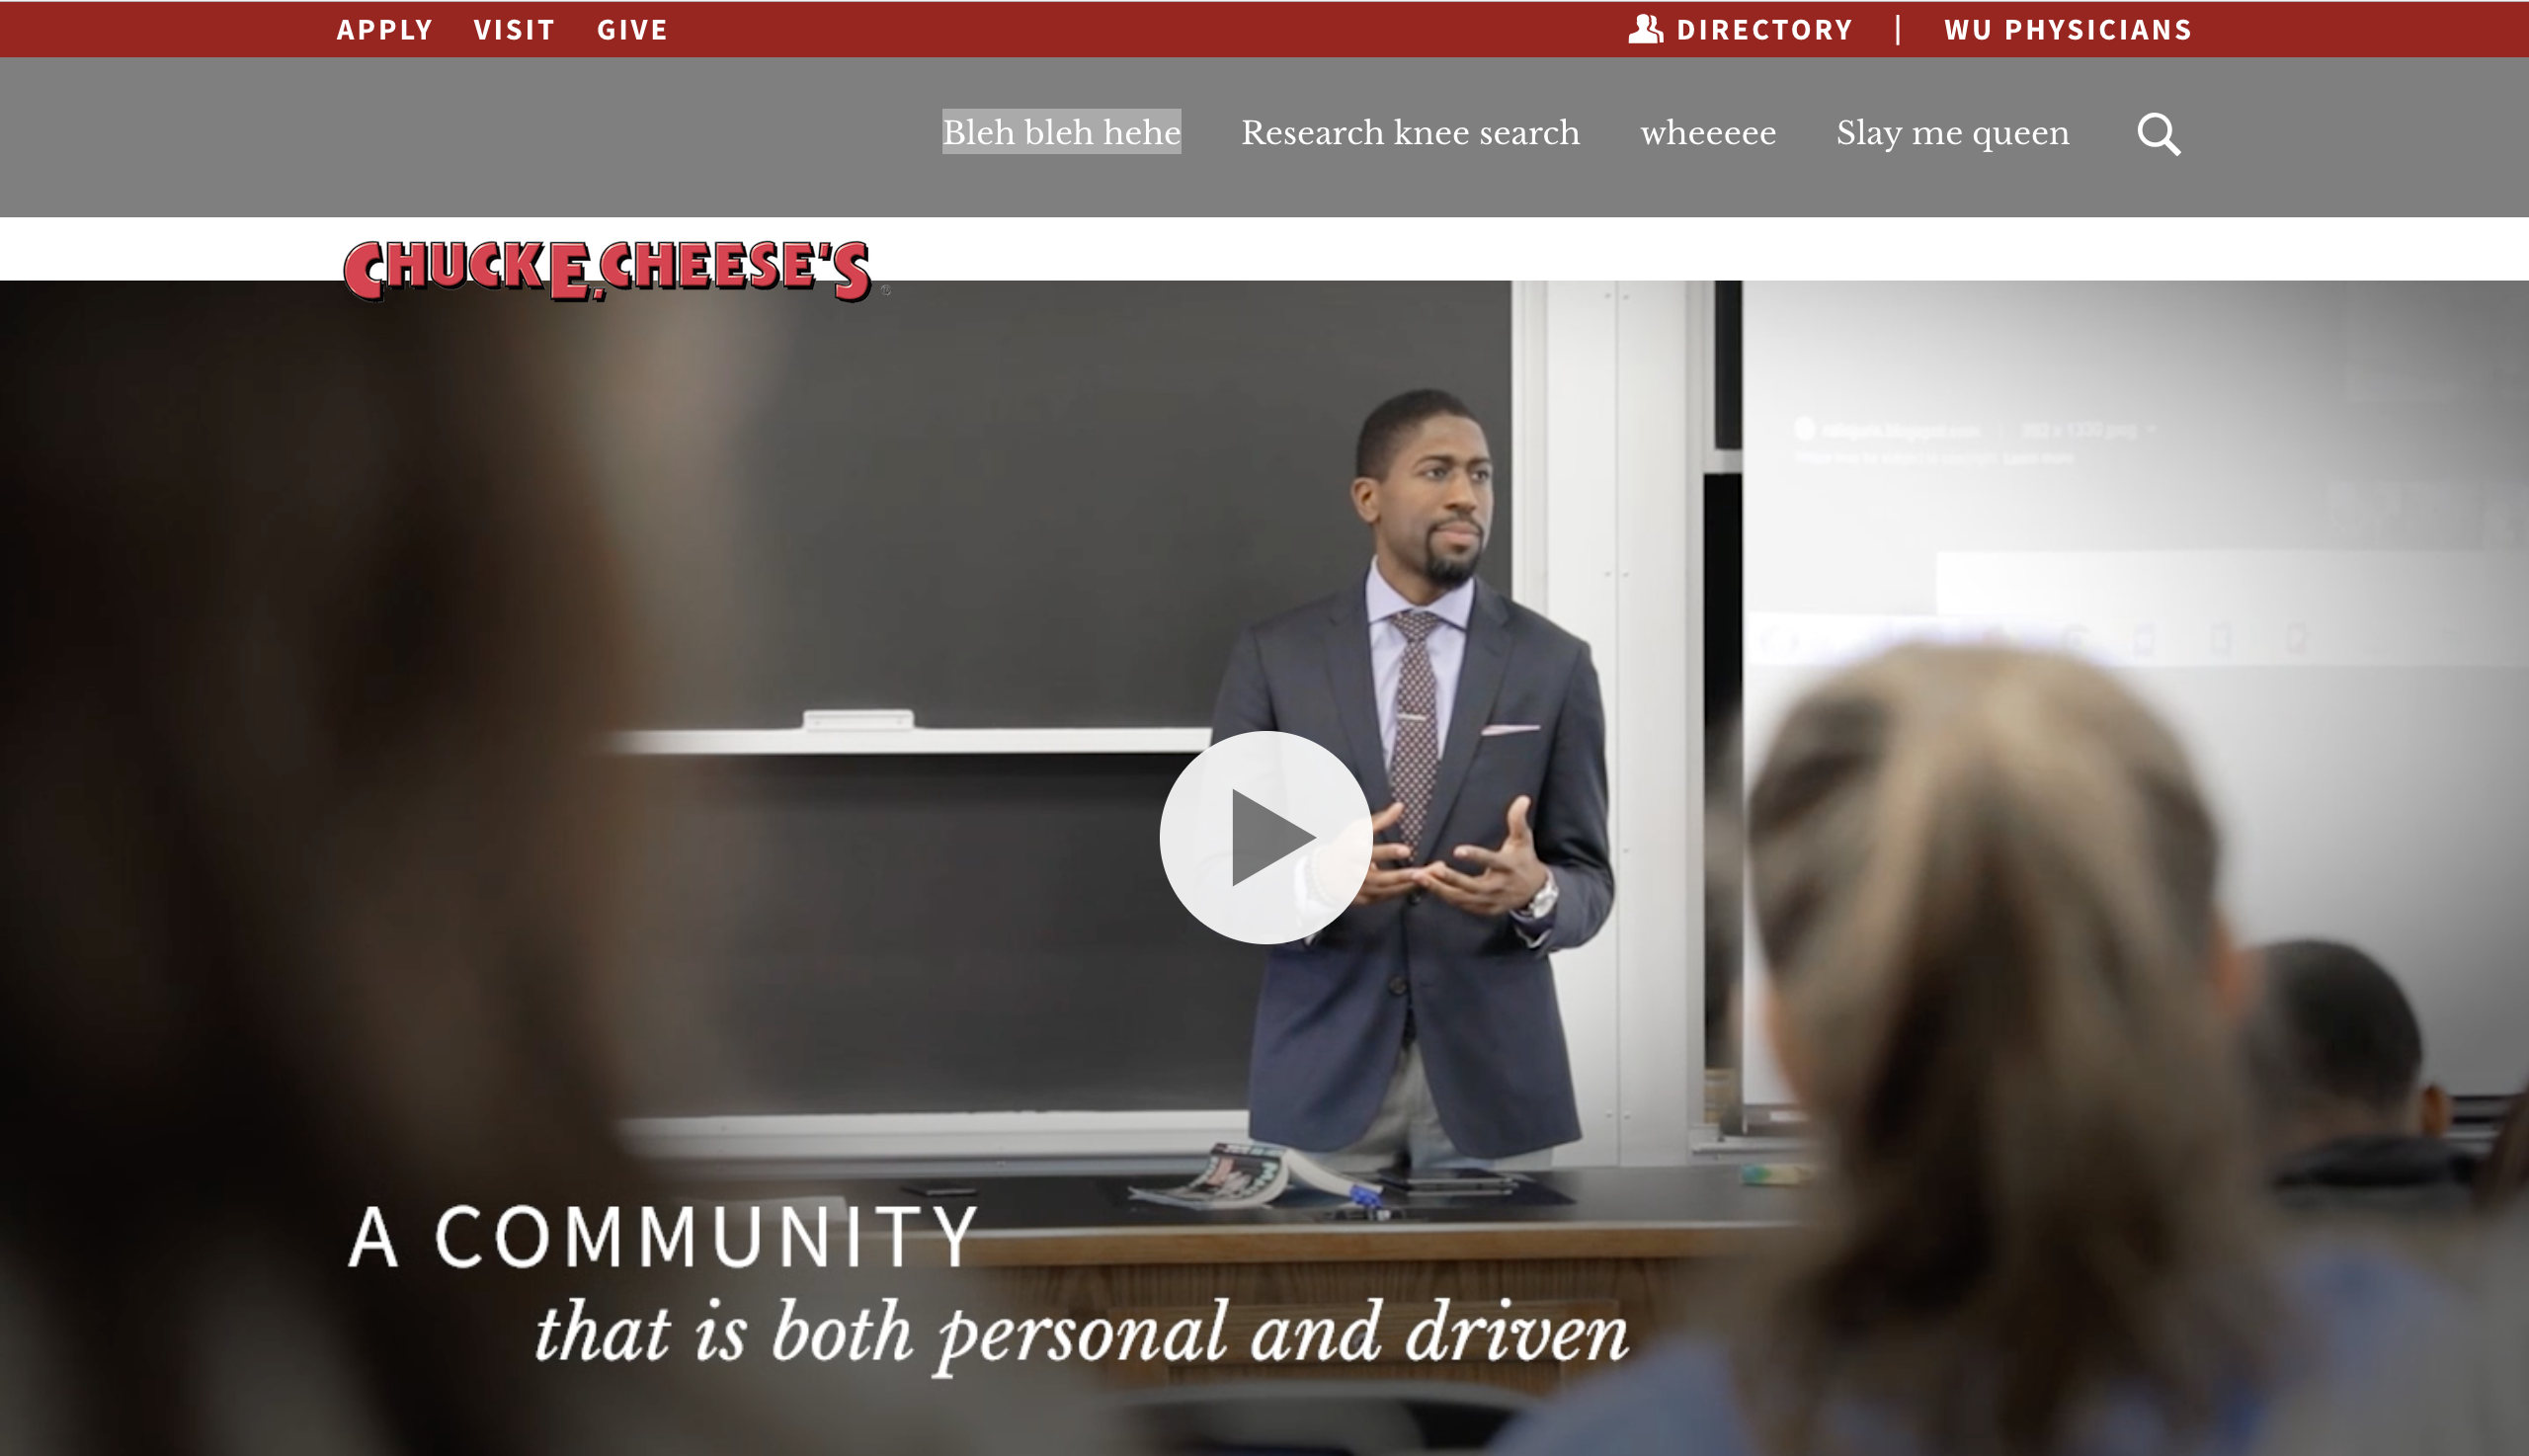 APPLY VISIT GIVE DIRECTORY | WU PHYSICIANS
Bleh bleh hehe Research knee search wheeeee Slay me queen
CHUCK E. CHEESE'S ®
A COMMUNITY
that is both personal and driven